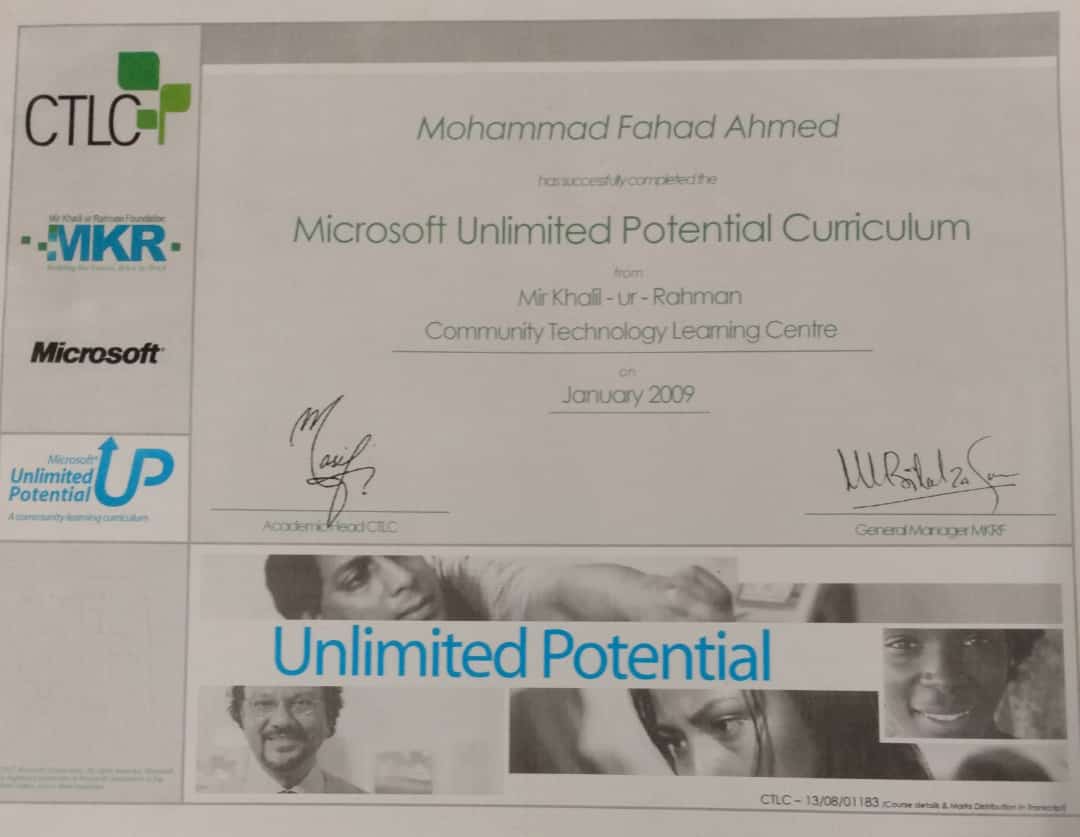 CTLC
Mir Khalil ur Rahman Foundation
MKR
Microsoft
Microsoft
Unlimited
Potential
UP
A community learning curriculum
Mohammad Fahad Ahmed
has successfully completed the
Microsoft Unlimited Potential Curriculum
from
Mir Khalil - ur - Rahman
Community Technology Learning Centre
on
January 2009
Academic Head CTLC
General Manager MKRF
Unlimited Potential
CTLC – 13/08/01183 (Course details & Marks Distribution in Transcript)